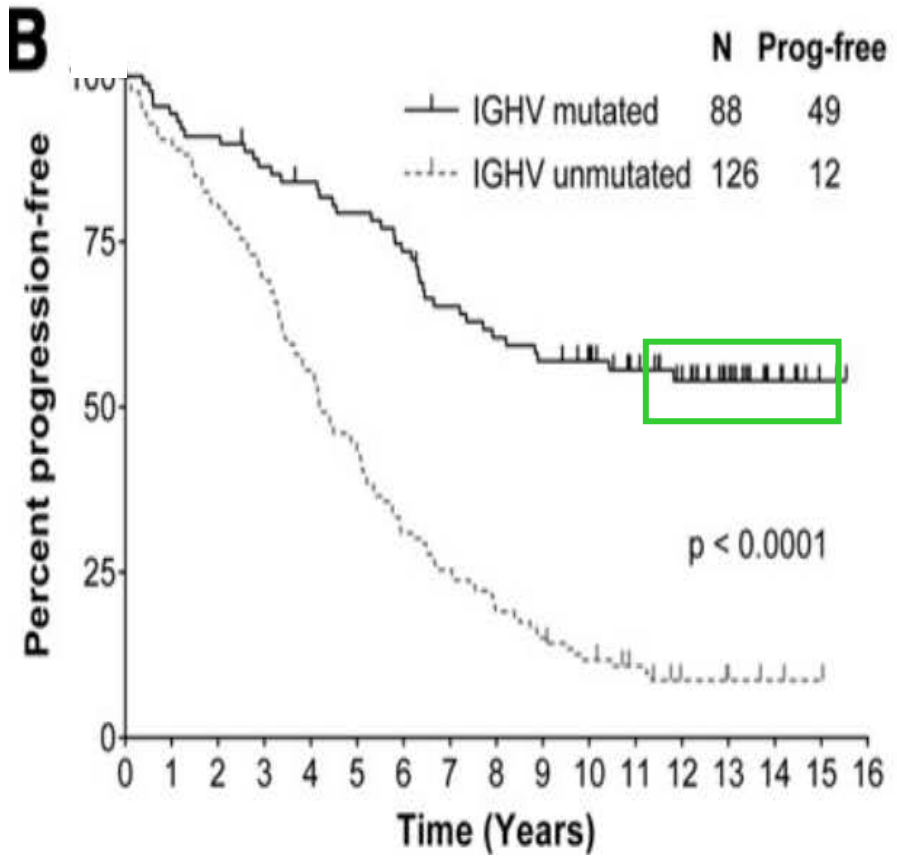 B
N Prog-free
100
IGHV mutated 88 49
IGHV unmutated 126 12
75
50
p < 0.0001
25
0
0 1 2 3 4 5 6 7 8 9 10 11 12 13 14 15 16
Time (Years)
Percent progression-free